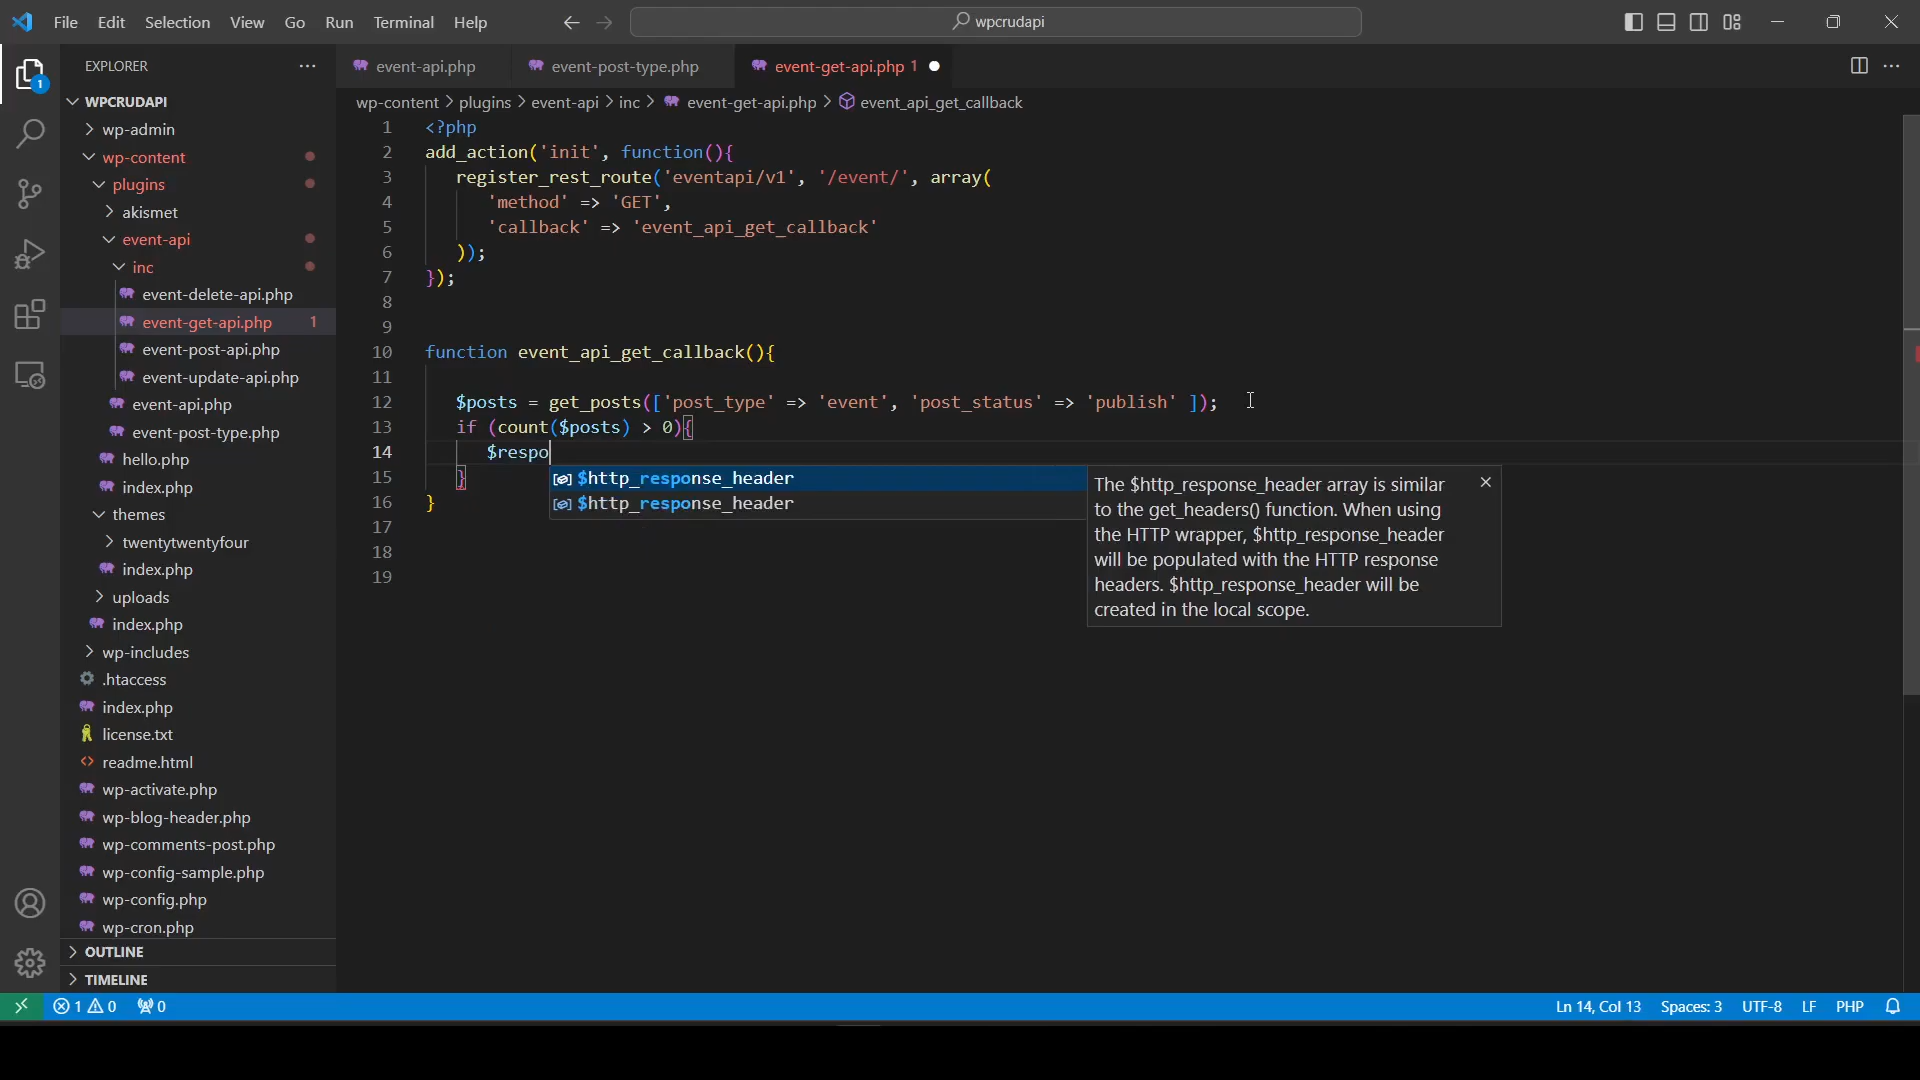 File Edit Selection View Go Run Terminal Help
wpcrudapi
EXPLORER
event-api.php
event-post-type.php
event-get-api.php 1
wp-content > plugins > event-api > inc > event-get-api.php > event_api_get_callback
WPCRUDAPI
wp-admin
wp-content
plugins
akismet
event-api
inc
event-delete-api.php
event-get-api.php 1
event-post-api.php
event-update-api.php
event-api.php
event-post-type.php
hello.php
index.php
themes
twentytwentyfour
index.php
uploads
index.php
wp-includes
.htaccess
index.php
license.txt
readme.html
wp-activate.php
wp-blog-header.php
wp-comments-post.php
wp-config-sample.php
wp-config.php
wp-cron.php
OUTLINE
TIMELINE
1 <?php
2 add_action('init', function(){
3 register_rest_route('eventapi/v1', '/event/', array(
4 'method' => 'GET',
5 'callback' => 'event_api_get_callback'
6 ));
7 });
8
9
10 function event_api_get_callback(){
11
12 $posts = get_posts(['post_type' => 'event', 'post_status' => 'publish' ]);
13 if (count($posts) > 0){
14 $respo
15 }
16 }
17
18
19
$http_response_header
$http_response_header
The $http_response_header array is similar
to the get_headers() function. When using
the HTTP wrapper, $http_response_header
will be populated with the HTTP response
headers. $http_response_header will be
created in the local scope.
1
1 0 0
Ln 14, Col 13 Spaces: 3 UTF-8 LF PHP